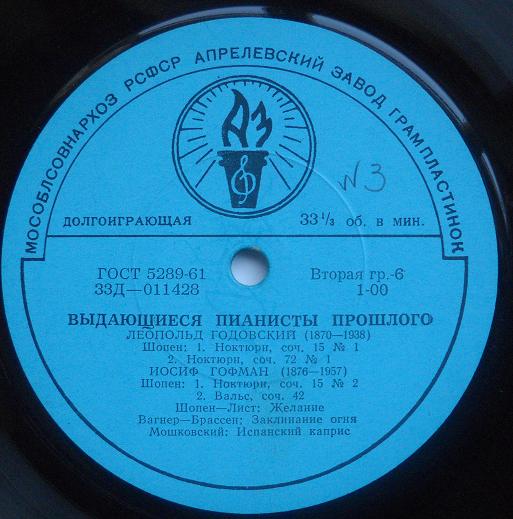 МОСОБЛСОВНАРХОЗ РСФСР АПРЕЛЕВСКИЙ ЗАВОД ГРАМПЛАСТИНОК
АЗ
№3
ДОЛГОИГРАЮЩАЯ 33⅓ об. в мин.
ГОСТ 5289-61 Вторая гр.-6
33Д—011428 1-00
ВЫДАЮЩИЕСЯ ПИАНИСТЫ ПРОШЛОГО
ЛЕОПОЛЬД ГОДОВСКИЙ (1870—1938)
Шопен: 1. Ноктюрн, соч. 15 № 1
2. Ноктюрн, соч. 72 № 1
ИОСИФ ГОФМАН (1876—1957)
Шопен: 1. Ноктюрн, соч. 15 № 2
2. Вальс, соч. 42
Шопен—Лист: Желание
Вагнер—Брассен: Заклинание огня
Мошковский: Испанский каприс